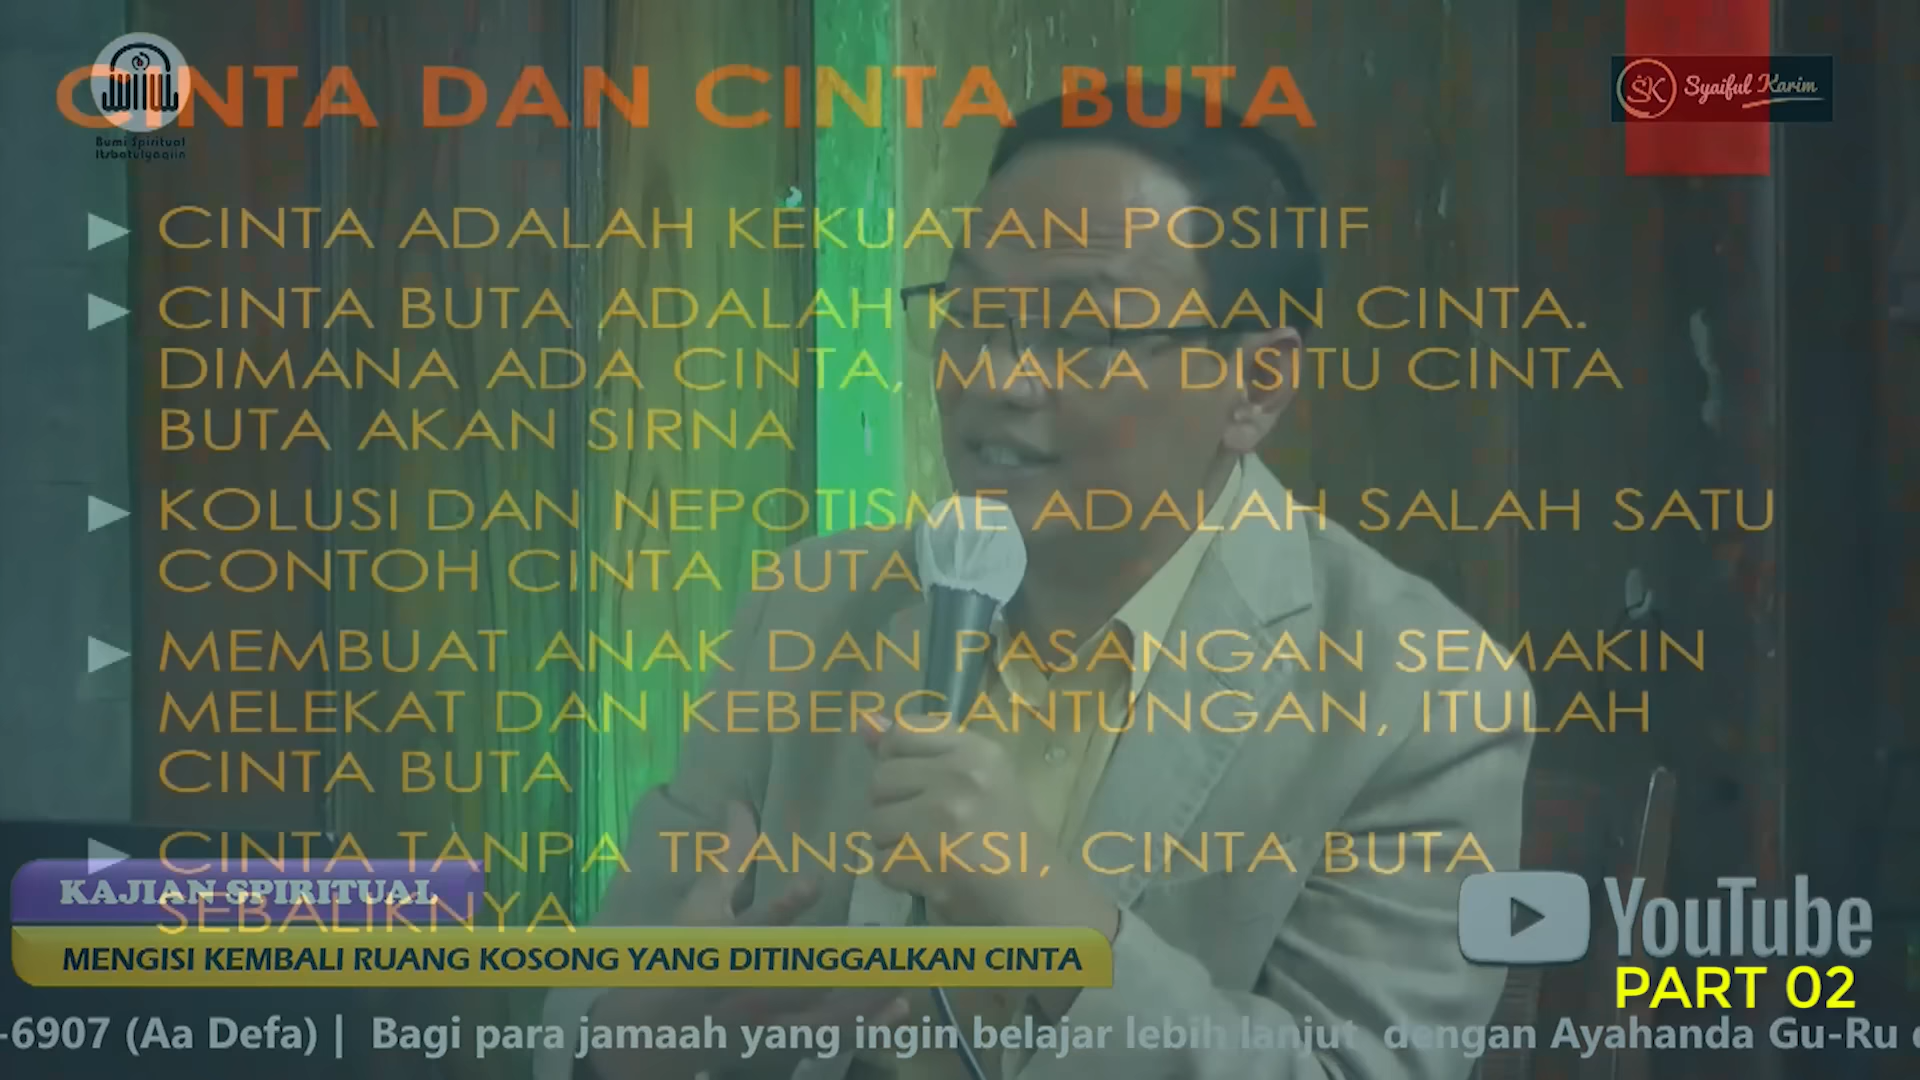 CINTA DAN CINTA BUTA
Bumi Spiritual
Itsbatulyaqiin
SK Syaiful Karim
CINTA ADALAH KEKUATAN POSITIF
CINTA BUTA ADALAH KETIADAAN CINTA.
DIMANA ADA CINTA, MAKA DISITU CINTA
BUTA AKAN SIRNA
KOLUSI DAN NEPOTISME ADALAH SALAH SATU
CONTOH CINTA BUTA
MEMBUAT ANAK DAN PASANGAN SEMAKIN
MELEKAT DAN KEBERGANTUNGAN, ITULAH
CINTA BUTA
CINTA TANPA TRANSAKSI, CINTA BUTA
SEBALIKNYA
KAJIAN SPIRITUAL
MENGISI KEMBALI RUANG KOSONG YANG DITINGGALKAN CINTA
YouTube
PART 02
-6907 (Aa Defa) | Bagi para jamaah yang ingin belajar lebih lanjut dengan Ayahanda Gu-Ru